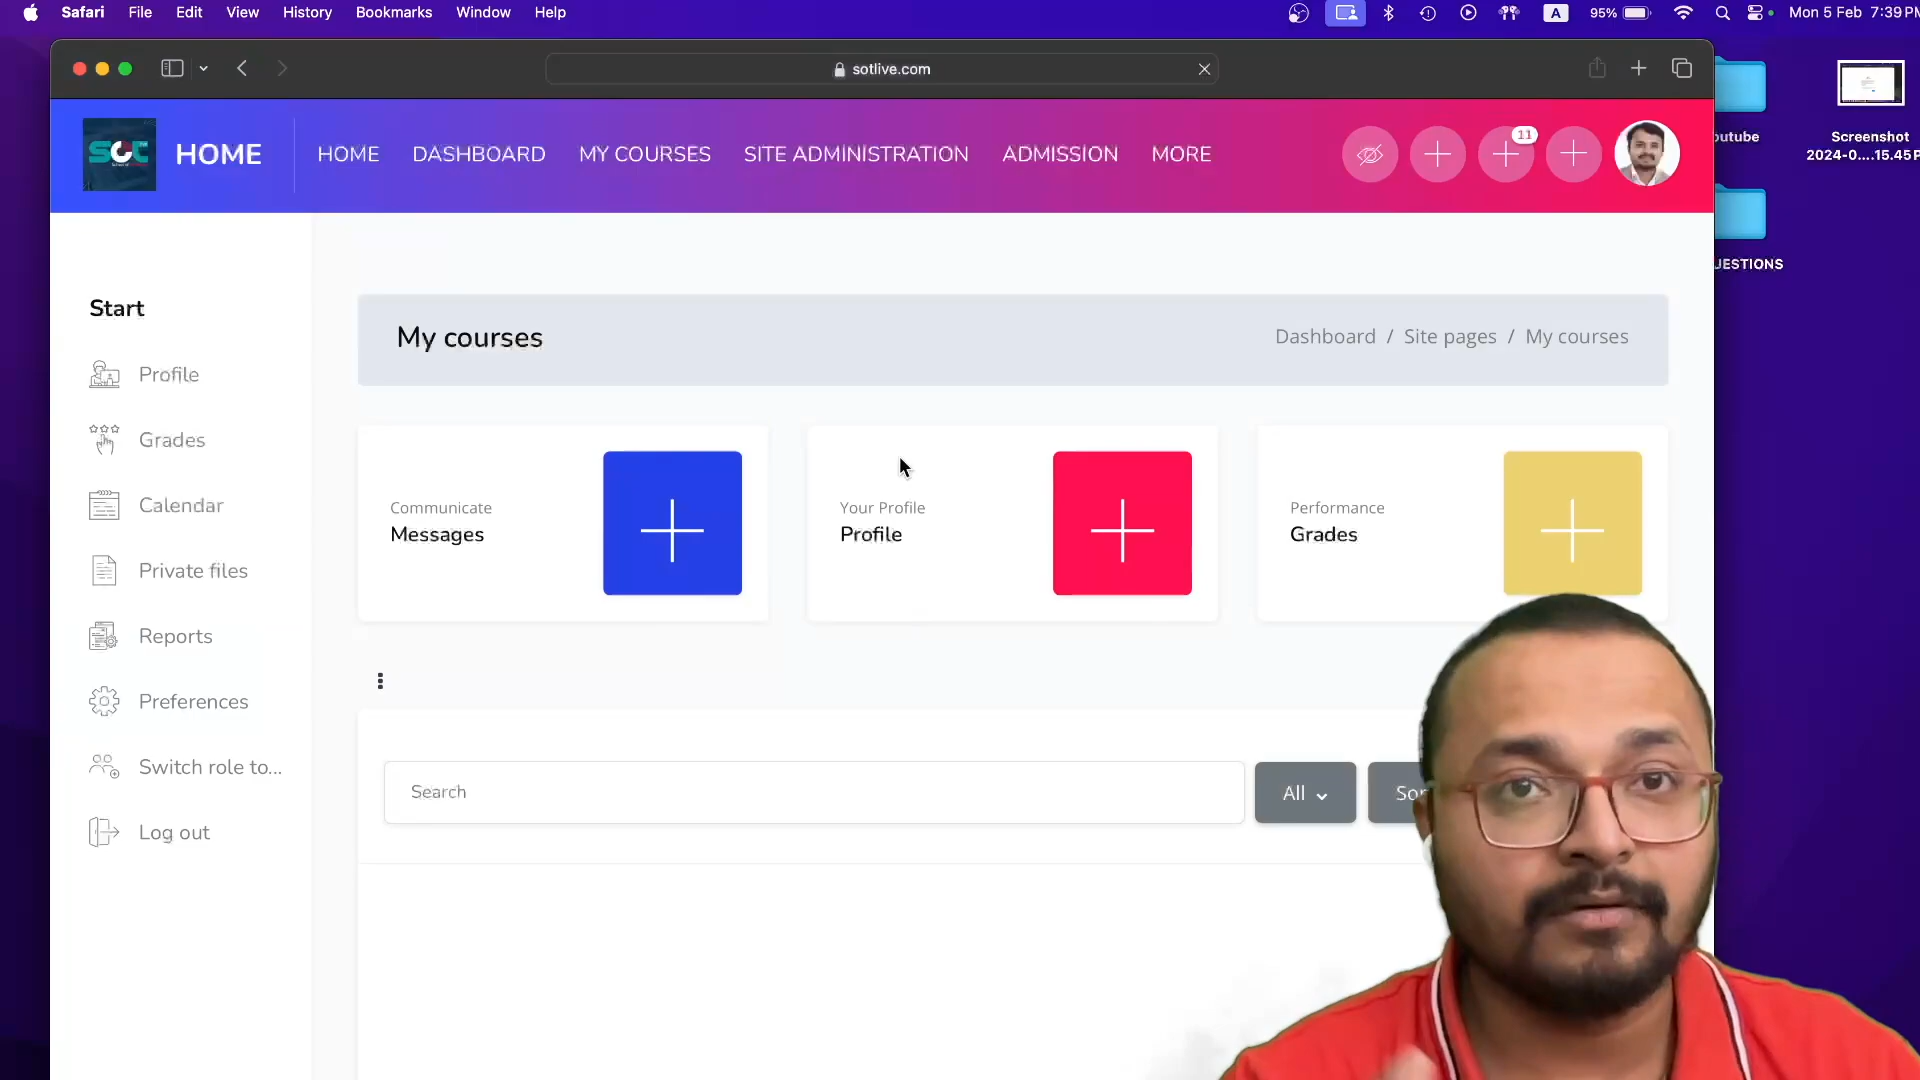 Safari File Edit View History Bookmarks Window Help A 95% Mon 5 Feb 7:39
sotlive.com
HOME HOME DASHBOARD MY COURSES SITE ADMINISTRATION ADMISSION MORE 11
Screenshot
2024-0....15.45
Start
My courses
Dashboard / Site pages / My courses
Profile
Grades
Calendar
Private files
Reports
Preferences
Switch role to...
Log out
Communicate
Messages
Your Profile
Profile
Performance
Grades
Search
All